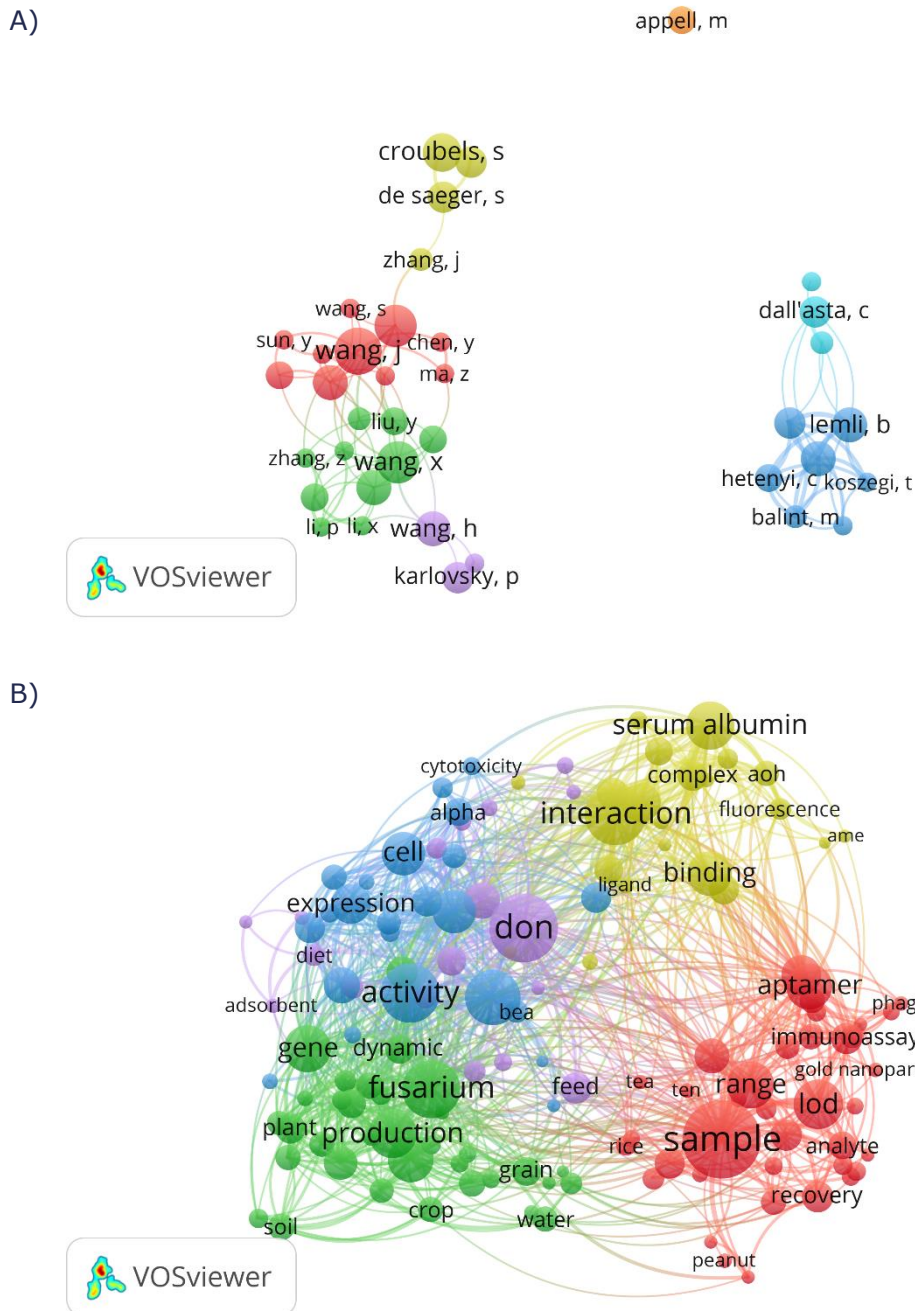 A)
appell, m
croubels, s
de saeger, s
zhang, j
dall'asta, c
wang, s
sun, y
wang, j
chen, y
ma, z
liu, y
lemli, b
zhang, z
wang, x
hetenyi, c
koszegi, t
li, p
li, x
wang, h
balint, m
karlovsky, p
VOSviewer
B)
serum albumin
cytotoxicity
complex
aoh
alpha
interaction
fluorescence
ame
cell
ligand
binding
expression
don
diet
activity
aptamer
adsorbent
bea
phag
gene
dynamic
immunoassay
fusarium
feed
tea
ten
range
gold nanopar
lod
plant
production
rice
sample
analyte
grain
recovery
soil
crop
water
peanut
VOSviewer